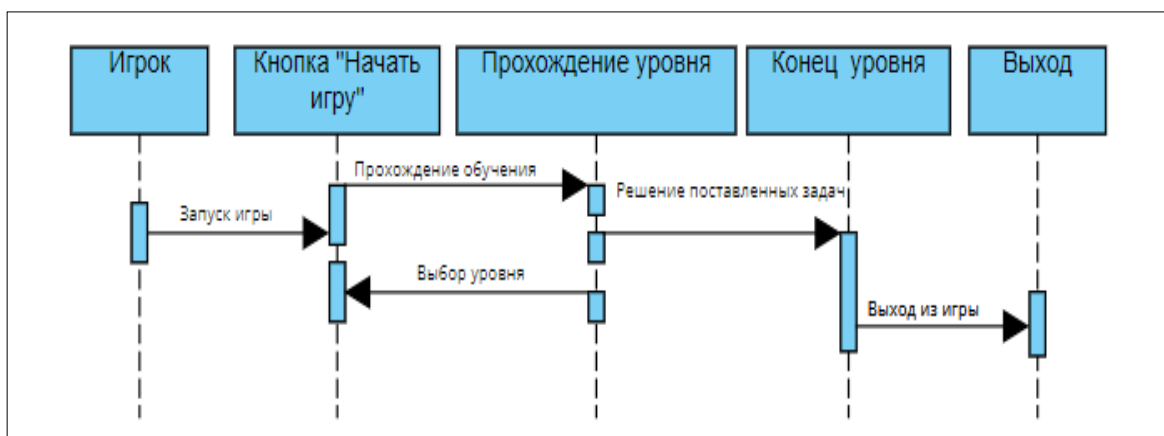 Игрок
Кнопка "Начать
игру"
Прохождение уровня
Конец уровня
Выход
Прохождение обучения
Решение поставленных задач
Запуск игры
Выбор уровня
Выход из игры